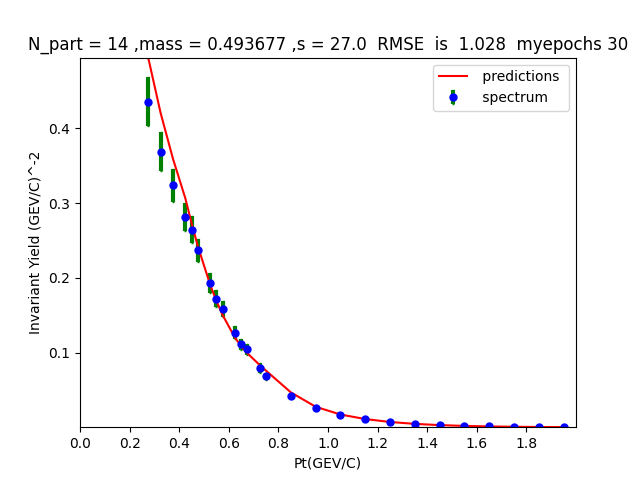 N_part = 14 ,mass = 0.493677 ,s = 27.0  RMSE  is  1.028  myepochs 30
predictions
spectrum
Invariant Yield (GEV/C)^-2
0.4
0.3
0.2
0.1
0.0 0.2 0.4 0.6 0.8 1.0 1.2 1.4 1.6 1.8
Pt(GEV/C)